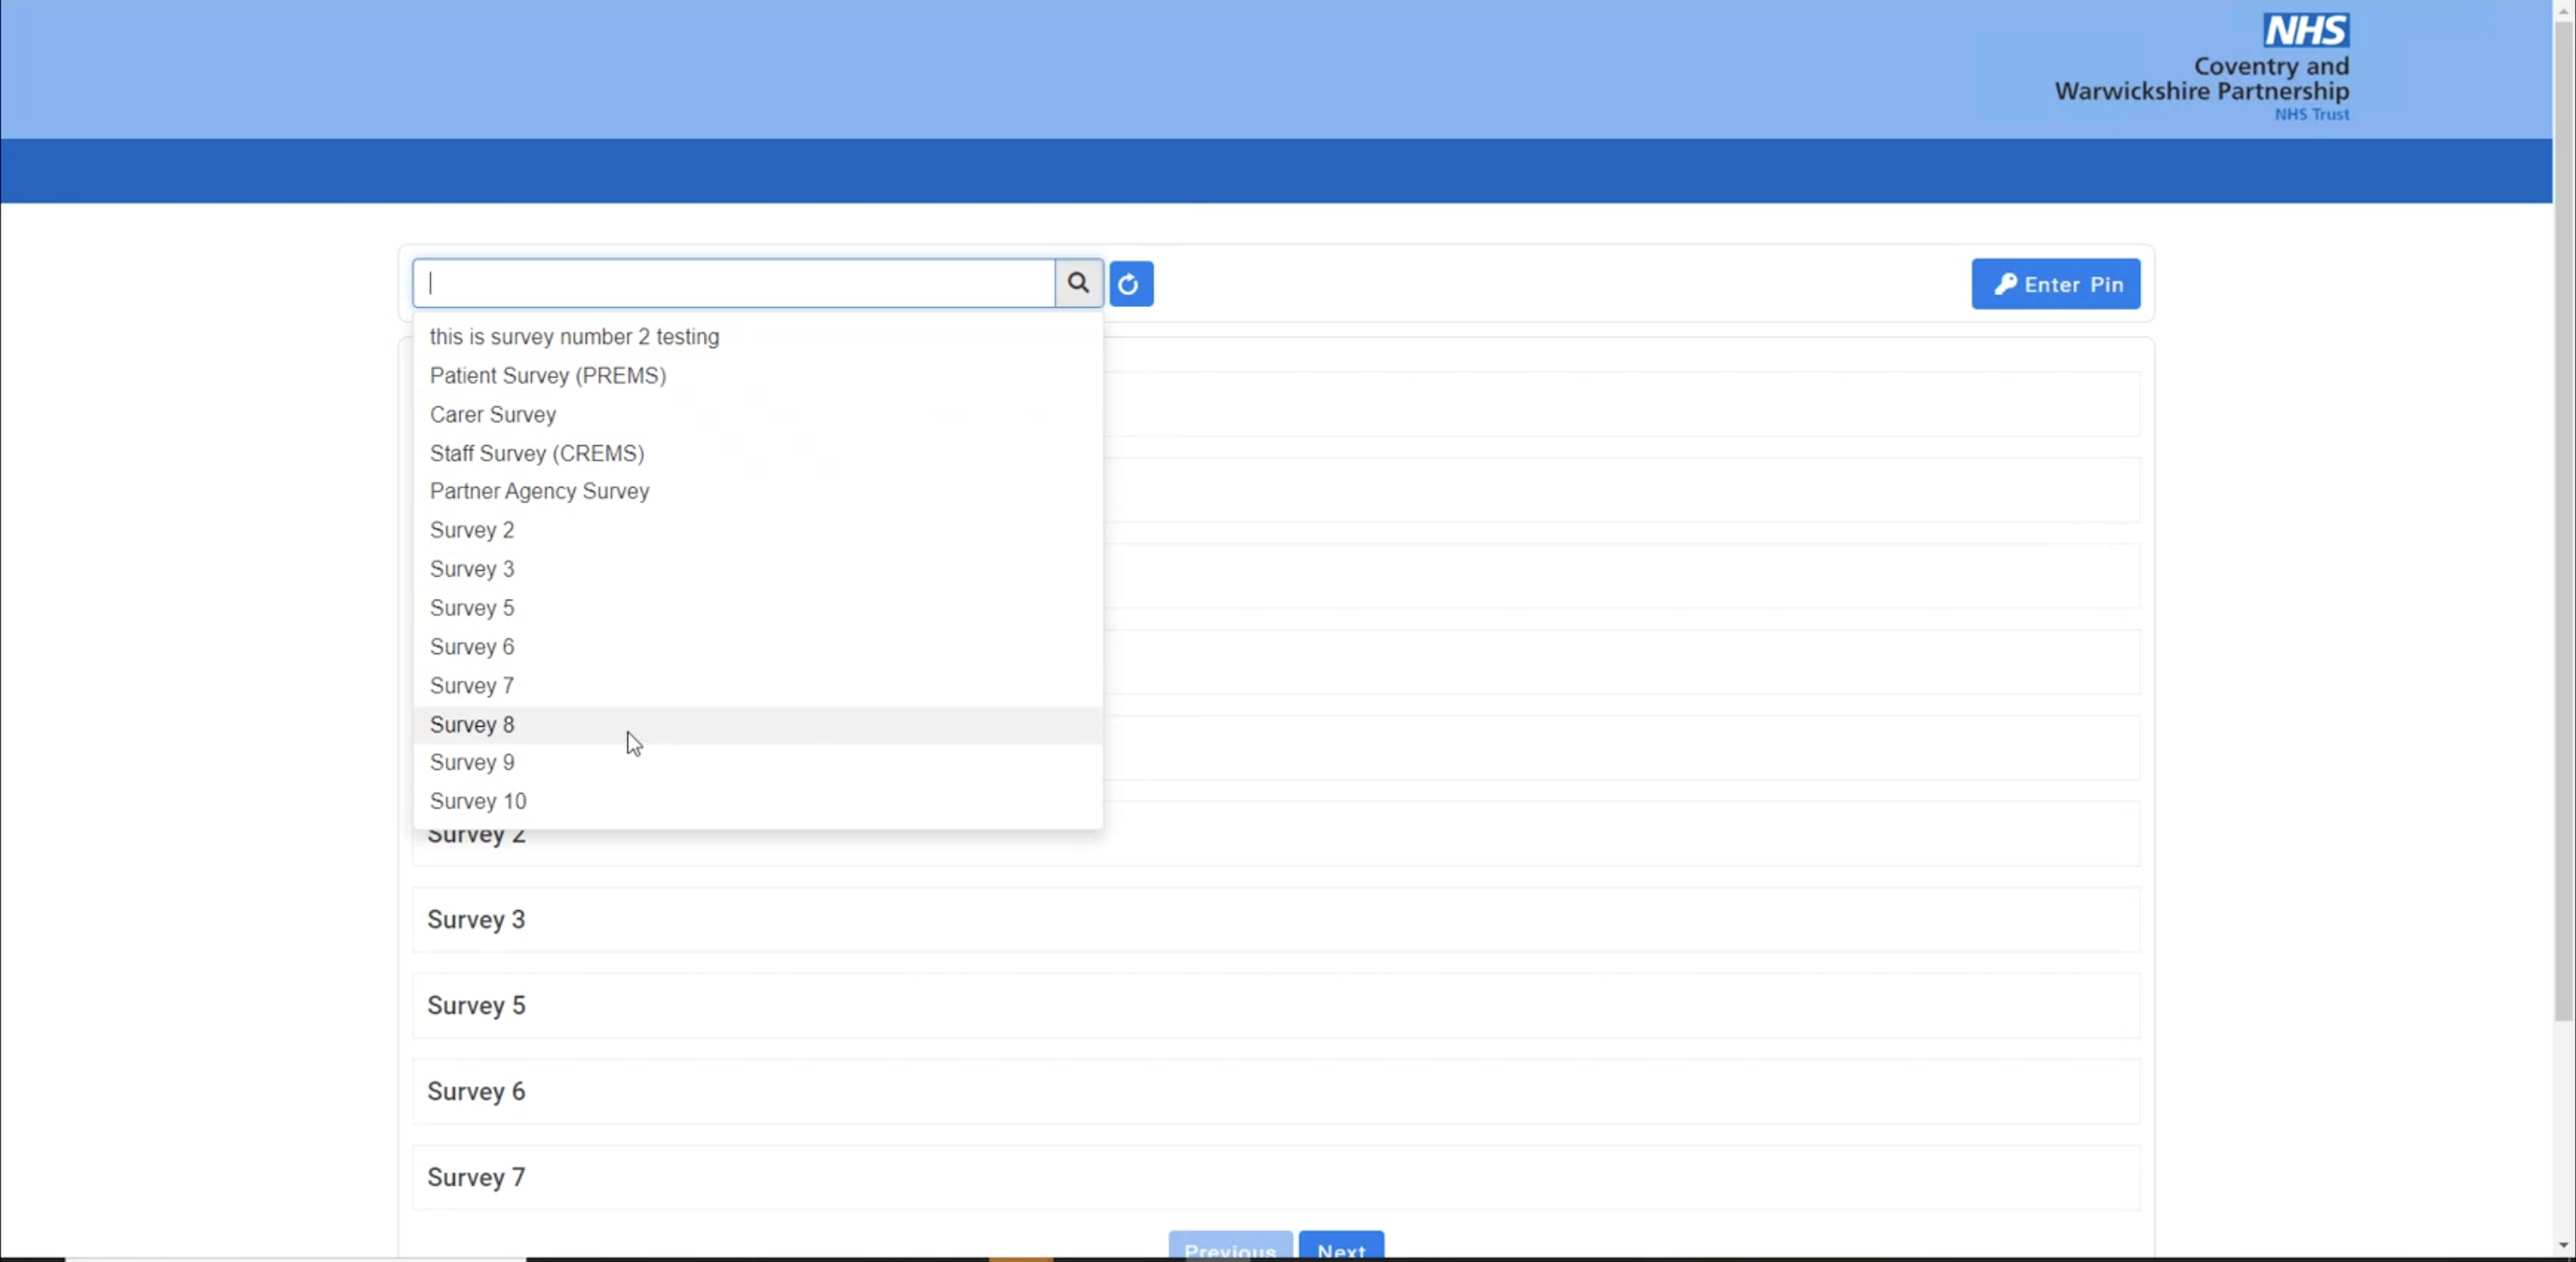 NHS
Coventry and
Warwickshire Partnership
NHS Trust
Enter Pin
this is survey number 2 testing
Patient Survey (PREMS)
Carer Survey
Staff Survey (CREMS)
Partner Agency Survey
Survey 2
Survey 3
Survey 5
Survey 6
Survey 7
Survey 8
Survey 9
Survey 10
Survey 2
Survey 3
Survey 5
Survey 6
Survey 7
Previous Next